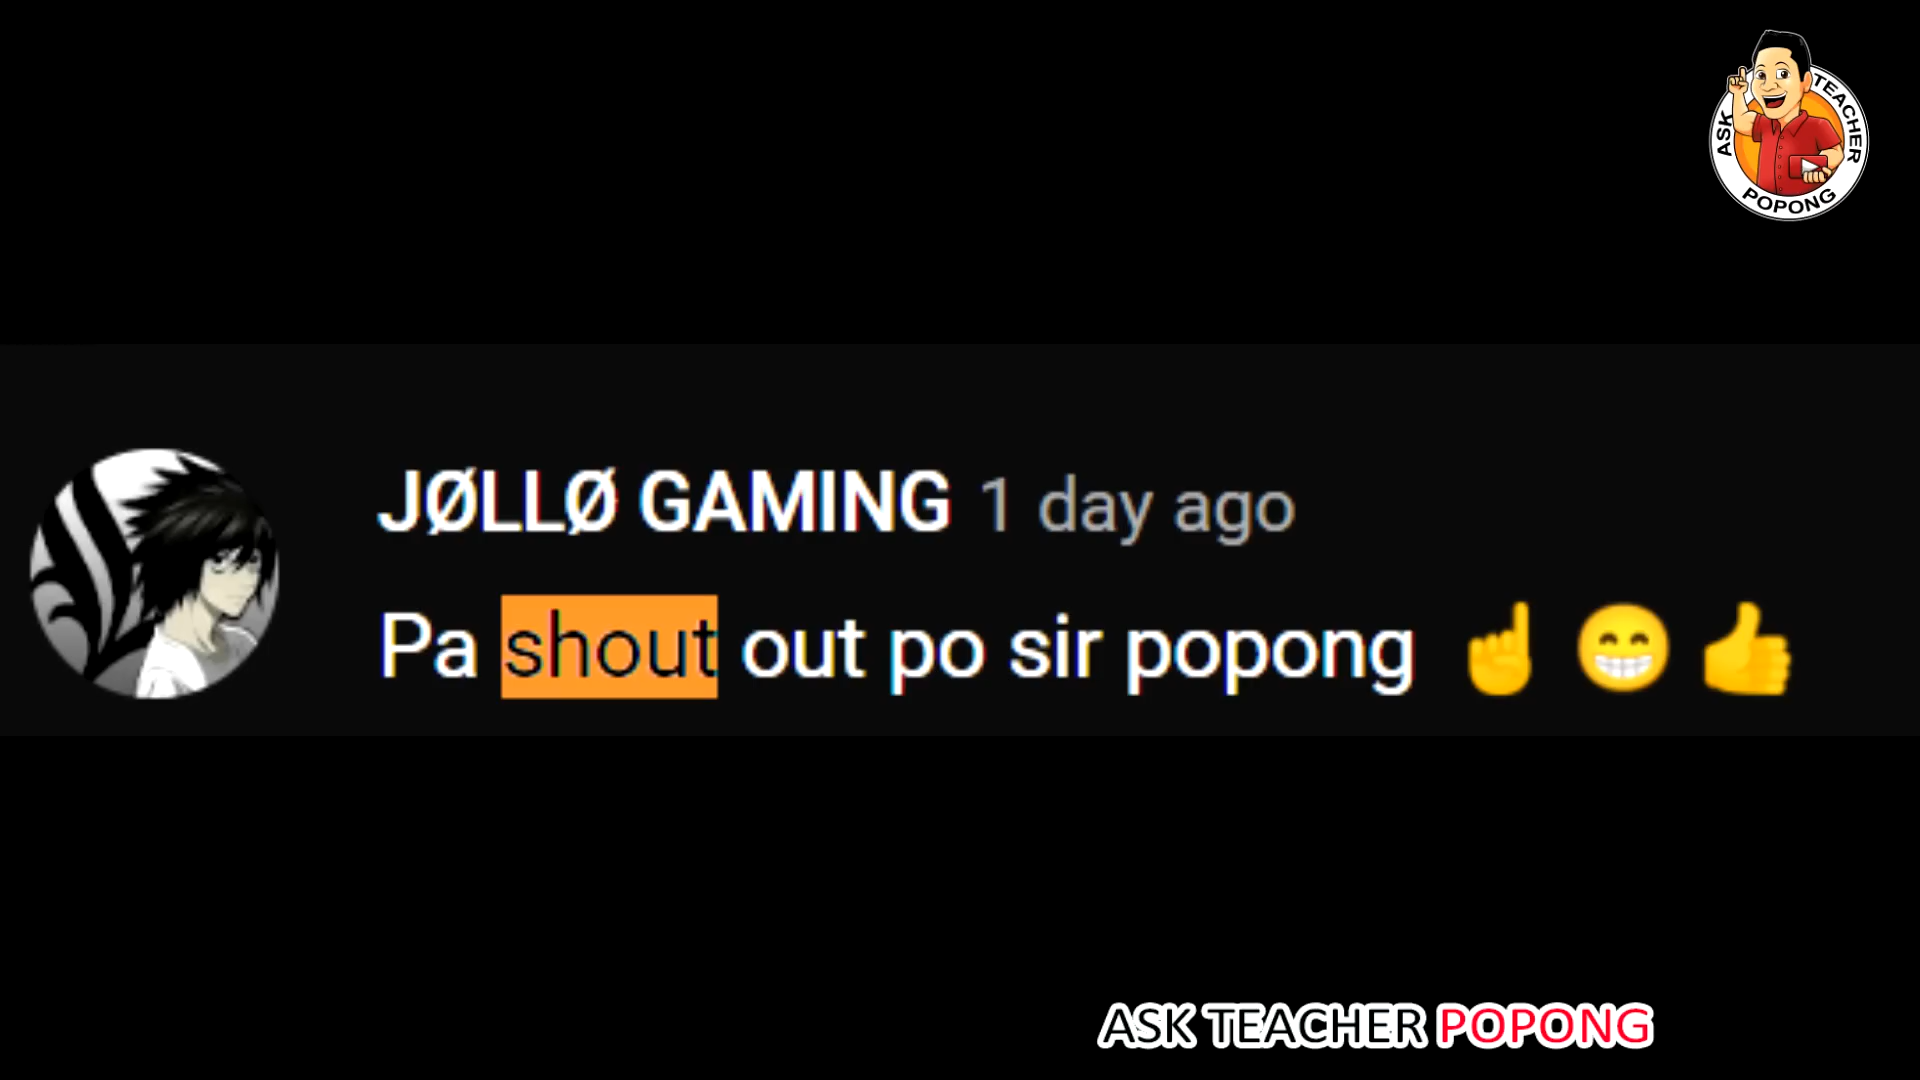 ASK TEACHER POPONG
JØLLØ GAMING 1 day ago
Pa shout out po sir popong ☝️ 😁 👍
ASK TEACHER POPONG